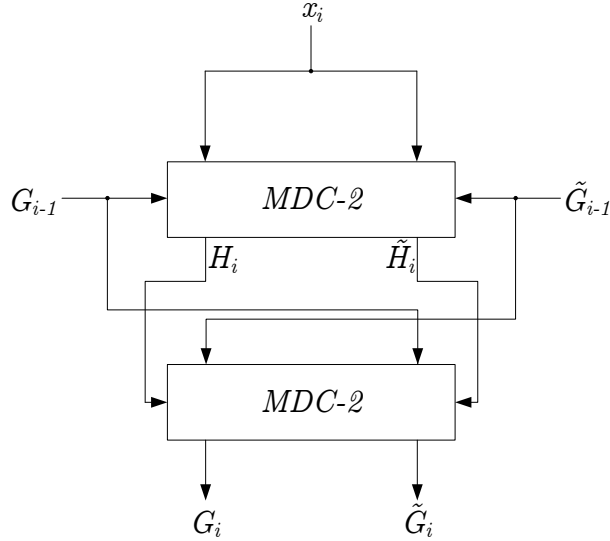 x_i
G_{i-1} MDC-2 G̃_{i-1}
H_i H̃_i
MDC-2
G_i G̃_i